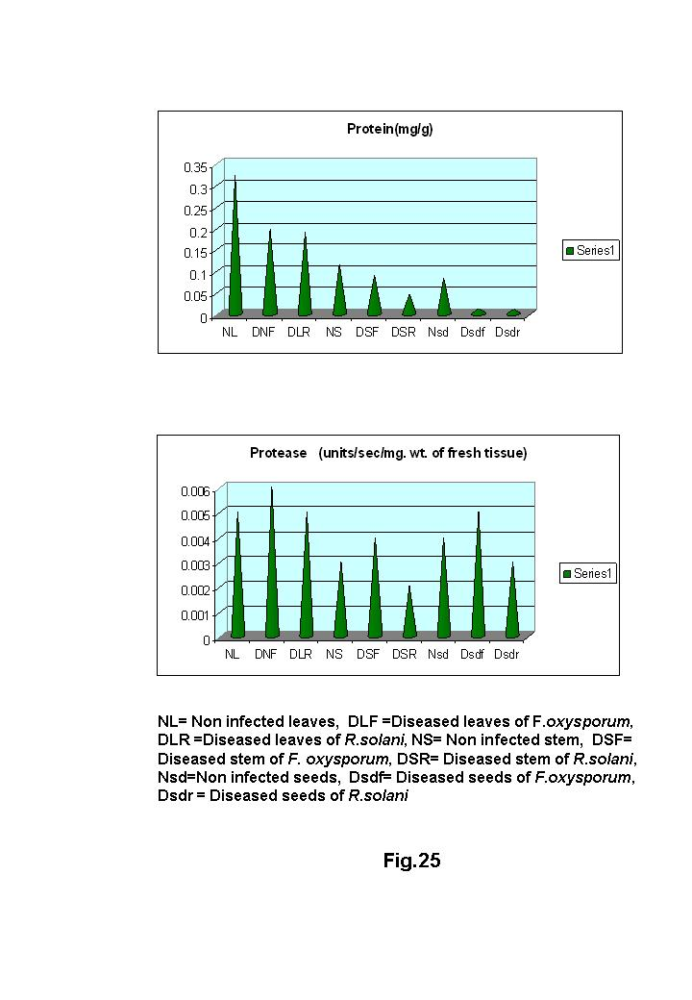 Protein(mg/g)
0.35
0.3
0.25
0.2
0.15
0.1
0.05
0
NL DNF DLR NS DSF DSR Nsd Dsdf Dsdr
Series1
Protease (units/sec/mg. wt. of fresh tissue)
0.006
0.005
0.004
0.003
0.002
0.001
0
NL DNF DLR NS DSF DSR Nsd Dsdf Dsdr
Series1
NL= Non infected leaves, DLF =Diseased leaves of F.oxysporum,
DLR =Diseased leaves of R.solani, NS= Non infected stem, DSF=
Diseased stem of F. oxysporum, DSR= Diseased stem of R.solani,
Nsd=Non infected seeds, Dsdf= Diseased seeds of F.oxysporum,
Dsdr = Diseased seeds of R.solani
Fig.25